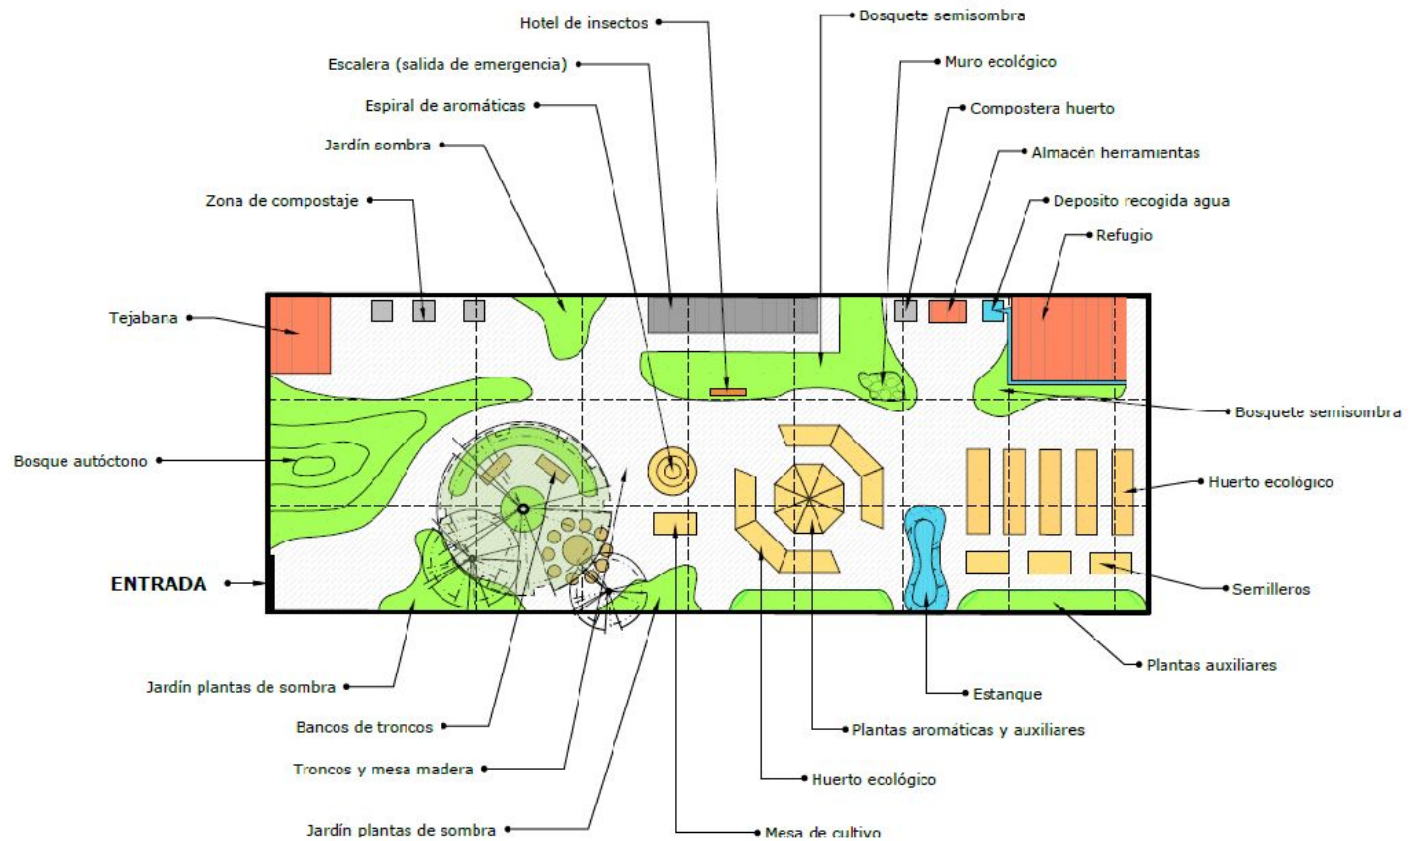 Hotel de insectos
Bosquete semisombra
Escalera (salida de emergencia)
Muro ecológico
Espiral de aromáticas
Compostera huerto
Jardín sombra
Almacén herramientas
Zona de compostaje
Deposito recogida agua
Refugio
Tejabana
Bosquete semisombra
Bosque autóctono
Huerto ecológico
ENTRADA
Semilleros
Plantas auxiliares
Jardín plantas de sombra
Estanque
Bancos de troncos
Plantas aromáticas y auxiliares
Troncos y mesa madera
Huerto ecológico
Jardín plantas de sombra
Mesa de cultivo